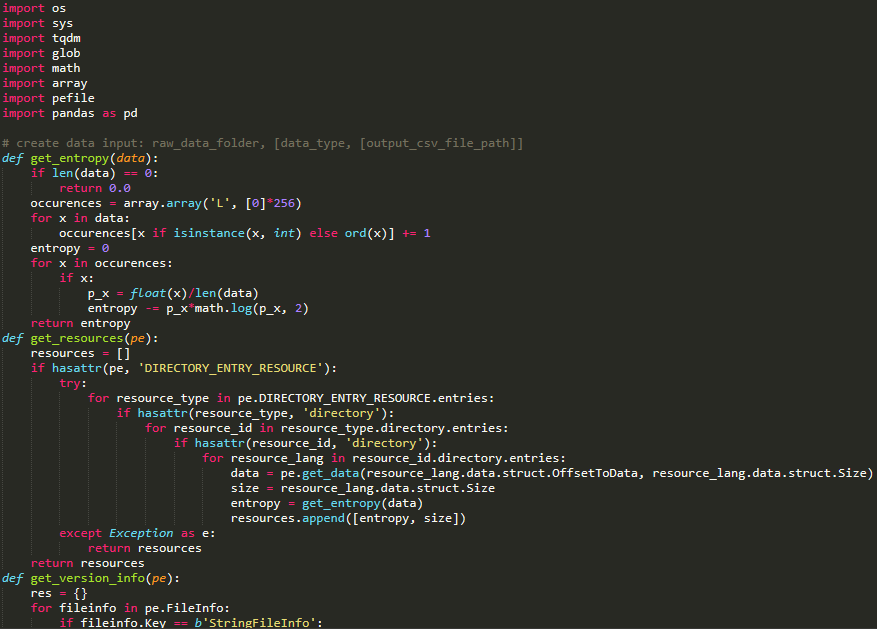 import os
import sys
import tqdm
import glob
import math
import array
import pefile
import pandas as pd

# create data input: raw_data_folder, [data_type, [output_csv_file_path]]
def get_entropy(data):
    if len(data) == 0:
        return 0.0
    occurences = array.array('L', [0]*256)
    for x in data:
        occurences[x if isinstance(x, int) else ord(x)] += 1
    entropy = 0
    for x in occurences:
        if x:
            p_x = float(x)/len(data)
            entropy -= p_x*math.log(p_x, 2)
    return entropy
def get_resources(pe):
    resources = []
    if hasattr(pe, 'DIRECTORY_ENTRY_RESOURCE'):
        try:
            for resource_type in pe.DIRECTORY_ENTRY_RESOURCE.entries:
                if hasattr(resource_type, 'directory'):
                    for resource_id in resource_type.directory.entries:
                        if hasattr(resource_id, 'directory'):
                            for resource_lang in resource_id.directory.entries:
                                data = pe.get_data(resource_lang.data.struct.OffsetToData, resource_lang.data.struct.Size)
                                size = resource_lang.data.struct.Size
                                entropy = get_entropy(data)
                                resources.append([entropy, size])
        except Exception as e:
            return resources
    return resources
def get_version_info(pe):
    res = {}
    for fileinfo in pe.FileInfo:
        if fileinfo.Key == b'StringFileInfo':